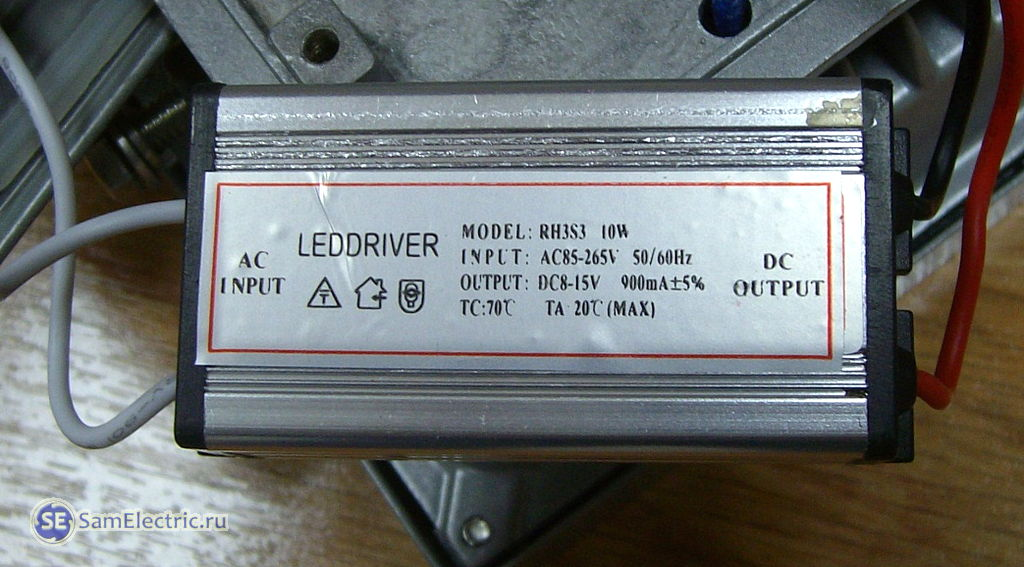 AC
INPUT
LEDDRIVER
T
MODEL: RH3S3 10W
INPUT: AC85-265V 50/60Hz
OUTPUT: DC8-15V 900mA±5%
TC:70℃ TA 20℃(MAX)
DC
OUTPUT
SE SamElectric.ru